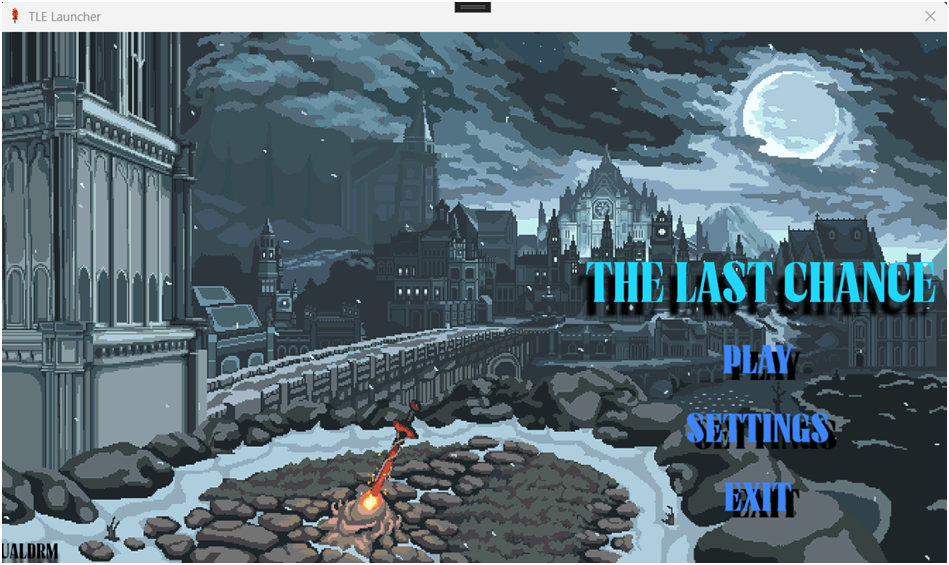 TLE Launcher
THE LAST CHANCE
PLAY
SETTINGS
EXIT
UALDRM